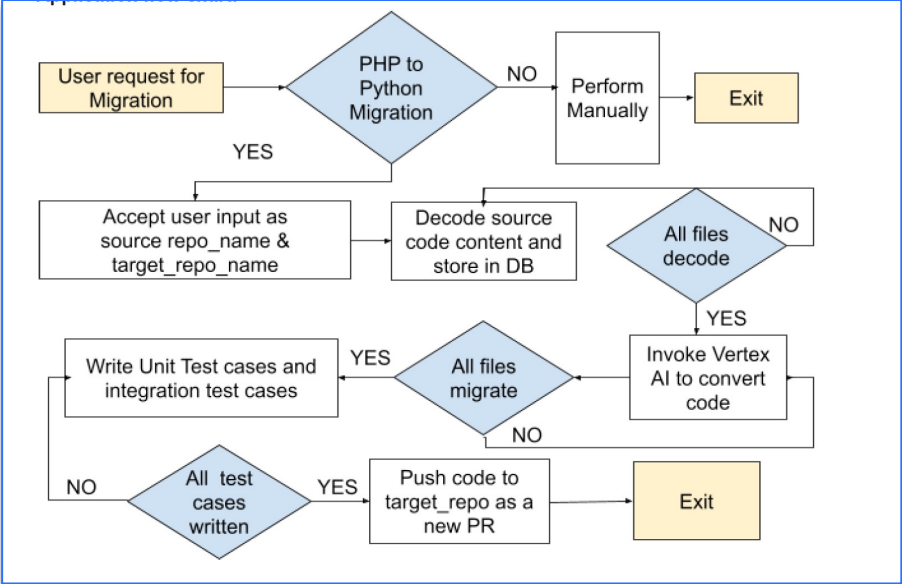 User request for
Migration
PHP to
Python
Migration
NO
Perform
Manually
Exit
YES
Accept user input as
source repo_name &
target_repo_name
Decode source
code content and
store in DB
All files
decode
NO
YES
Invoke Vertex
AI to convert
code
All files
migrate
YES
NO
Write Unit Test cases and
integration test cases
All test
cases
written
NO
YES
Push code to
target_repo as a
new PR
Exit